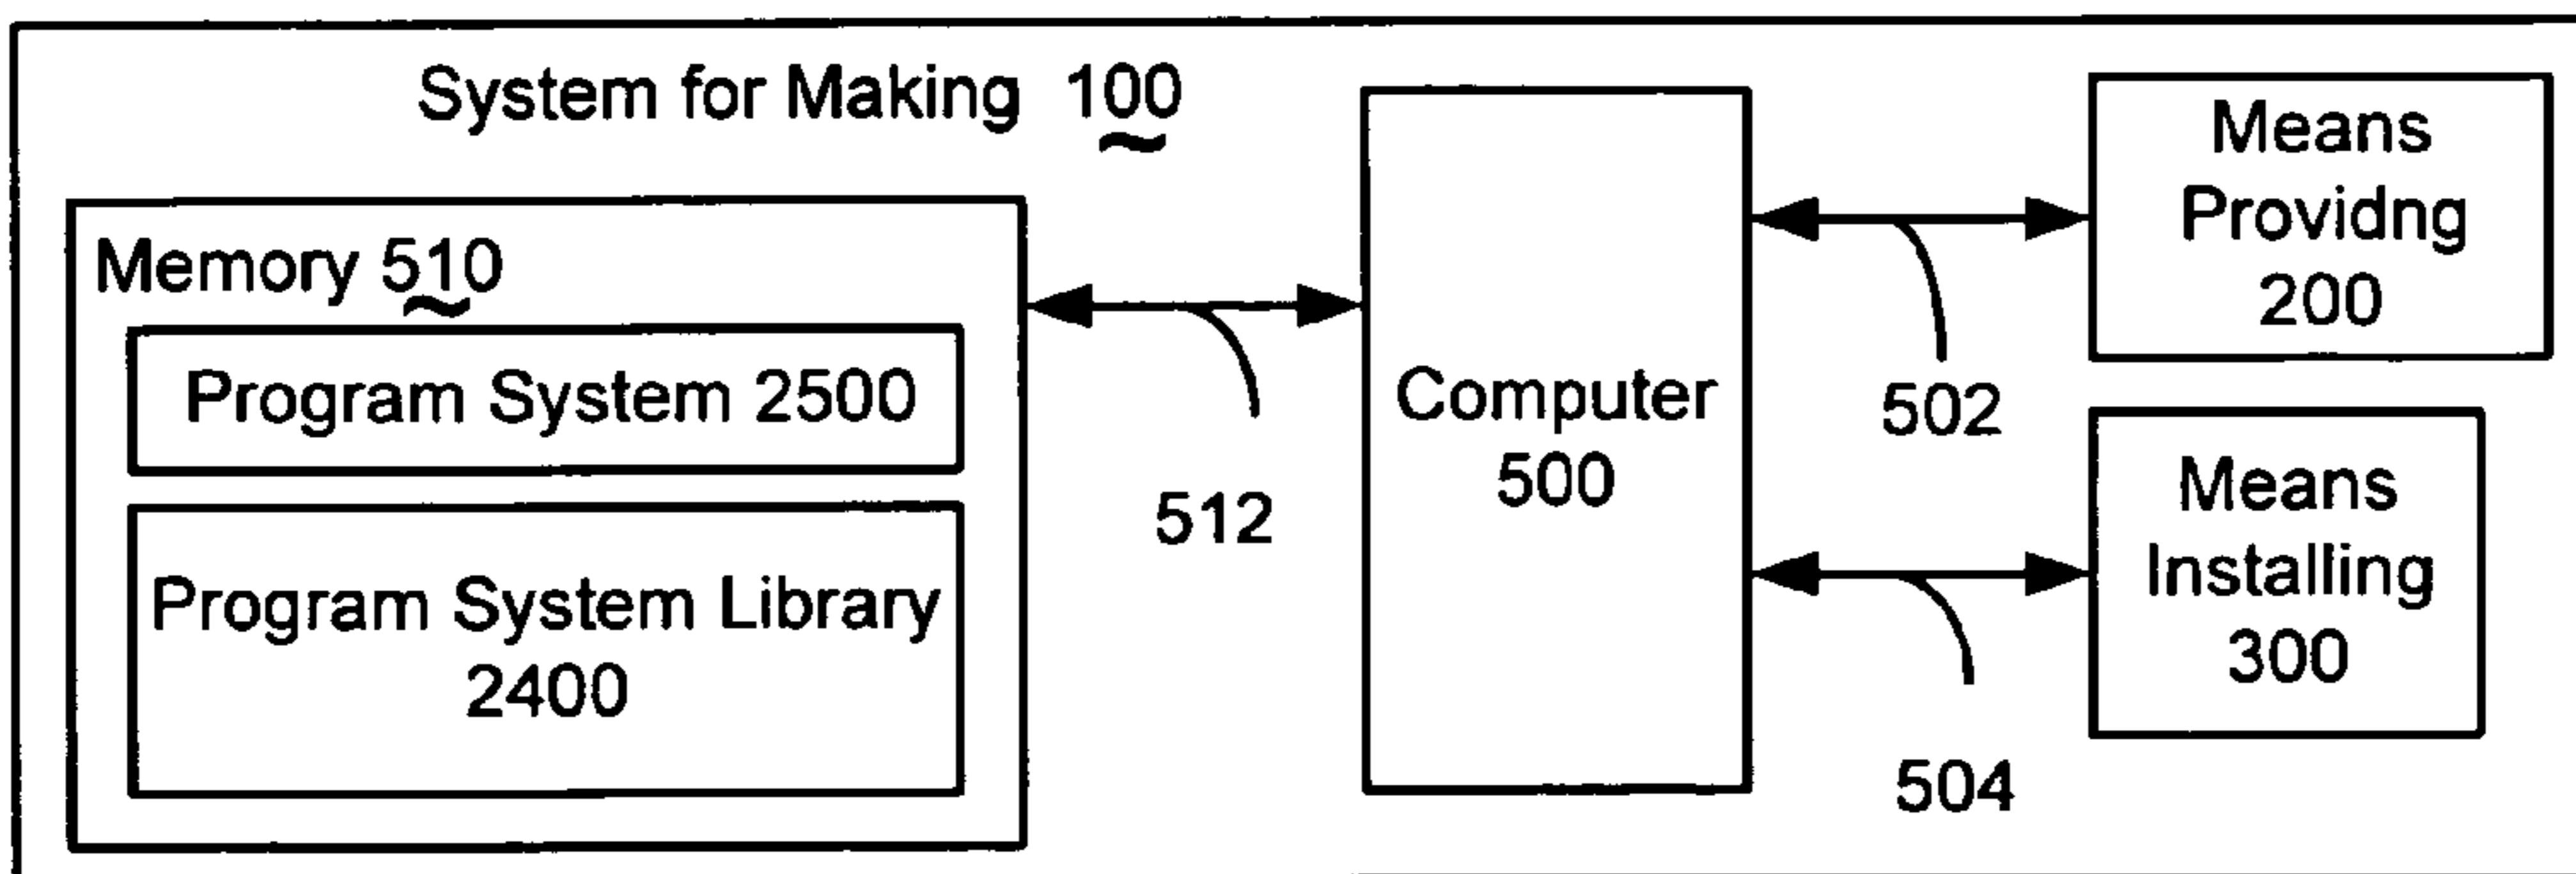 System for Making 100
Memory 510
Program System 2500
Program System Library
2400
512
Computer
500
502
504
Means
Providng
200
Means
Installing
300